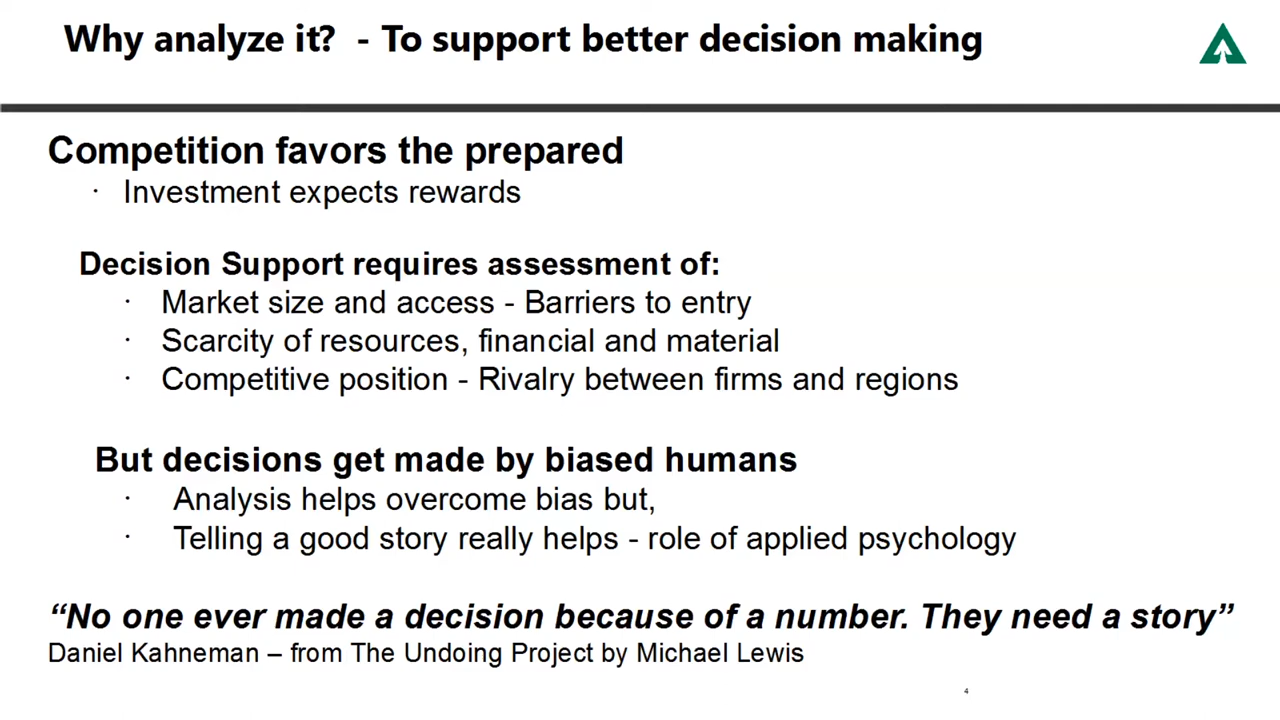 Why analyze it? - To support better decision making
Competition favors the prepared
· Investment expects rewards
Decision Support requires assessment of:
· Market size and access - Barriers to entry
· Scarcity of resources, financial and material
· Competitive position - Rivalry between firms and regions
But decisions get made by biased humans
· Analysis helps overcome bias but,
· Telling a good story really helps - role of applied psychology
“No one ever made a decision because of a number. They need a story”
Daniel Kahneman – from The Undoing Project by Michael Lewis
4